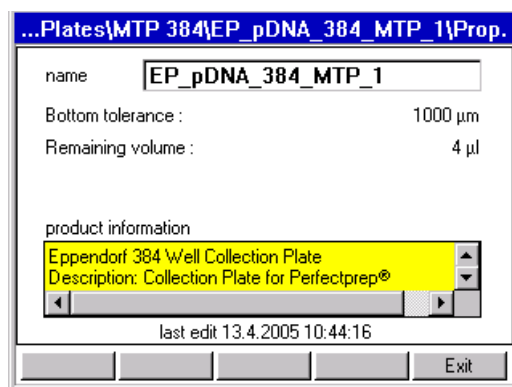 ...Plates\MTP 384\EP_pDNA_384_MTP_1\Prop.
name EP_pDNA_384_MTP_1
Bottom tolerance : 1000 µm
Remaining volume : 4 µl
product information
Eppendorf 384 Well Collection Plate
Description: Collection Plate for Perfectprep®
last edit 13.4.2005 10:44:16
Exit